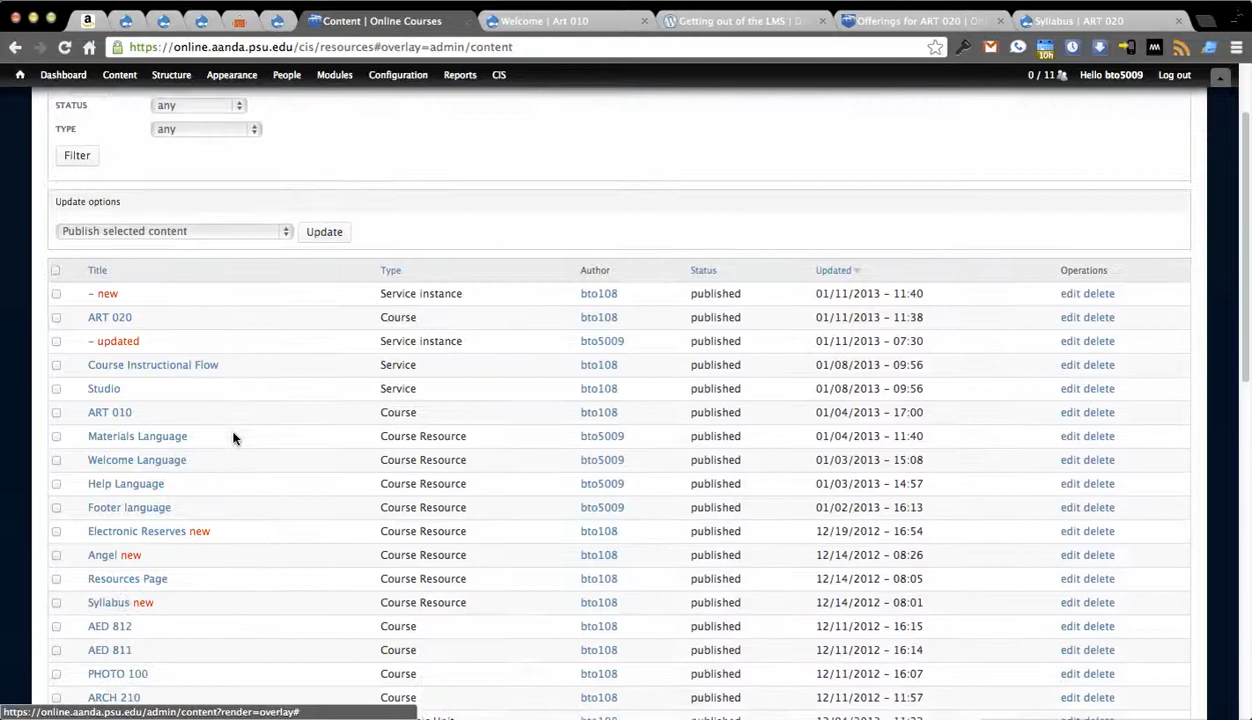 Content | Online Courses
Welcome | Art 010
Getting out of the LMS | D
Offerings for ART 020 | Onl
Syllabus | ART 020
https://online.aanda.psu.edu/cis/resources#overlay=admin/content
10h
Dashboard Content Structure Appearance People Modules Configuration Reports CIS 0 / 11 Hello bto5009 Log out
STATUS any
TYPE any
Filter
Update options
Publish selected content Update
Title Type Author Status Updated Operations
- new Service instance bto108 published 01/11/2013 - 11:40 edit delete
ART 020 Course bto108 published 01/11/2013 - 11:38 edit delete
- updated Service instance bto5009 published 01/11/2013 - 07:30 edit delete
Course Instructional Flow Service bto108 published 01/08/2013 - 09:56 edit delete
Studio Service bto108 published 01/08/2013 - 09:56 edit delete
ART 010 Course bto108 published 01/04/2013 - 17:00 edit delete
Materials Language Course Resource bto5009 published 01/04/2013 - 11:40 edit delete
Welcome Language Course Resource bto5009 published 01/03/2013 - 15:08 edit delete
Help Language Course Resource bto5009 published 01/03/2013 - 14:57 edit delete
Footer language Course Resource bto5009 published 01/02/2013 - 16:13 edit delete
Electronic Reserves new Course Resource bto108 published 12/19/2012 - 16:54 edit delete
Angel new Course Resource bto108 published 12/14/2012 - 08:26 edit delete
Resources Page Course Resource bto108 published 12/14/2012 - 08:05 edit delete
Syllabus new Course Resource bto108 published 12/14/2012 - 08:01 edit delete
AED 812 Course bto108 published 12/11/2012 - 16:15 edit delete
AED 811 Course bto108 published 12/11/2012 - 16:14 edit delete
PHOTO 100 Course bto108 published 12/11/2012 - 16:07 edit delete
ARCH 210 Course bto108 published 12/11/2012 - 11:57 edit delete
https://online.aanda.psu.edu/admin/content?render=overlay#